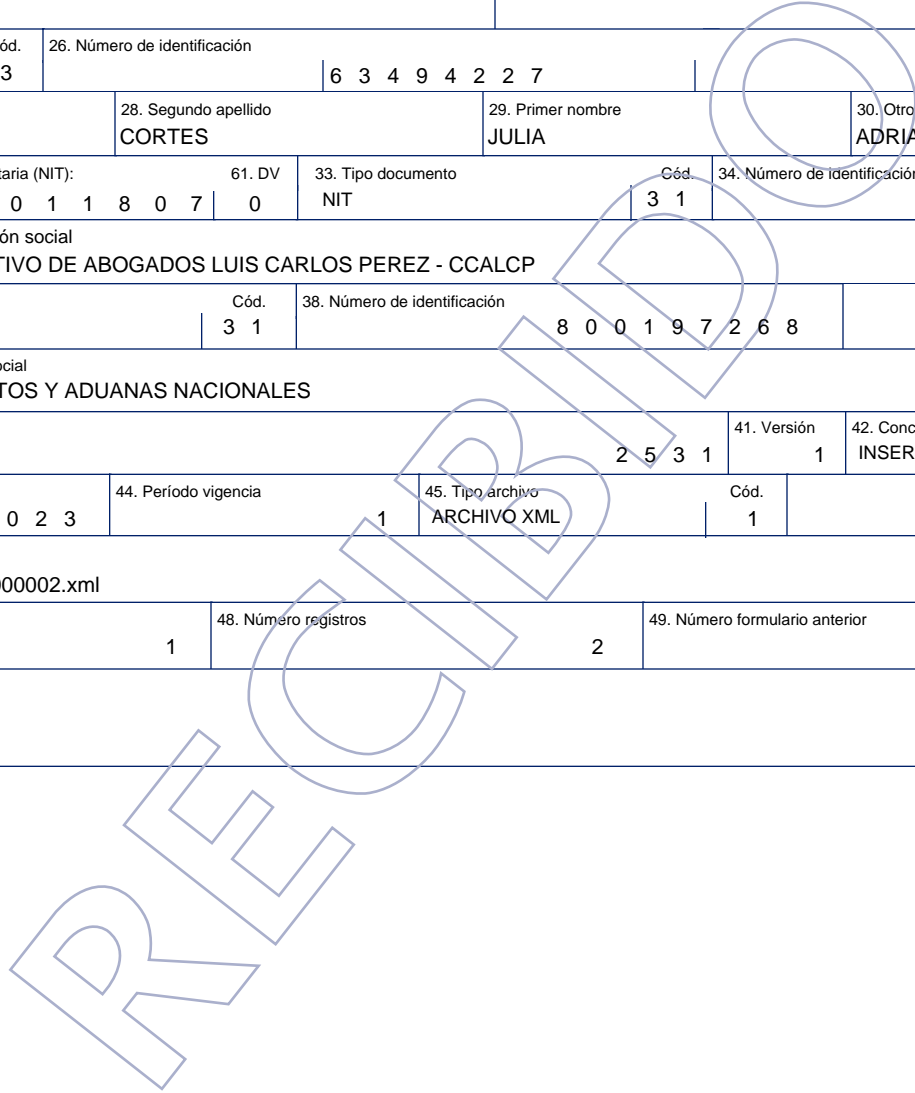 ód. 26. Número de identificación
3 6 3 4 9 4 2 2 7
28. Segundo apellido 29. Primer nombre 30. Otro
CORTES JULIA ADRIA
taria (NIT): 61. DV 33. Tipo documento Cód. 34. Número de identificación
0 1 1 8 0 7 0 NIT 3 1
ón social
TIVO DE ABOGADOS LUIS CARLOS PEREZ - CCALCP
Cód. 38. Número de identificación
3 1 8 0 0 1 9 7 2 6 8
ocial
TOS Y ADUANAS NACIONALES
41. Versión 42. Conc
2 5 3 1 1 INSER
44. Período vigencia 45. Tipo archivo Cód.
0 2 3 1 ARCHIVO XML 1
000002.xml
48. Número registros 49. Número formulario anterior
1 2
RECIBIDO